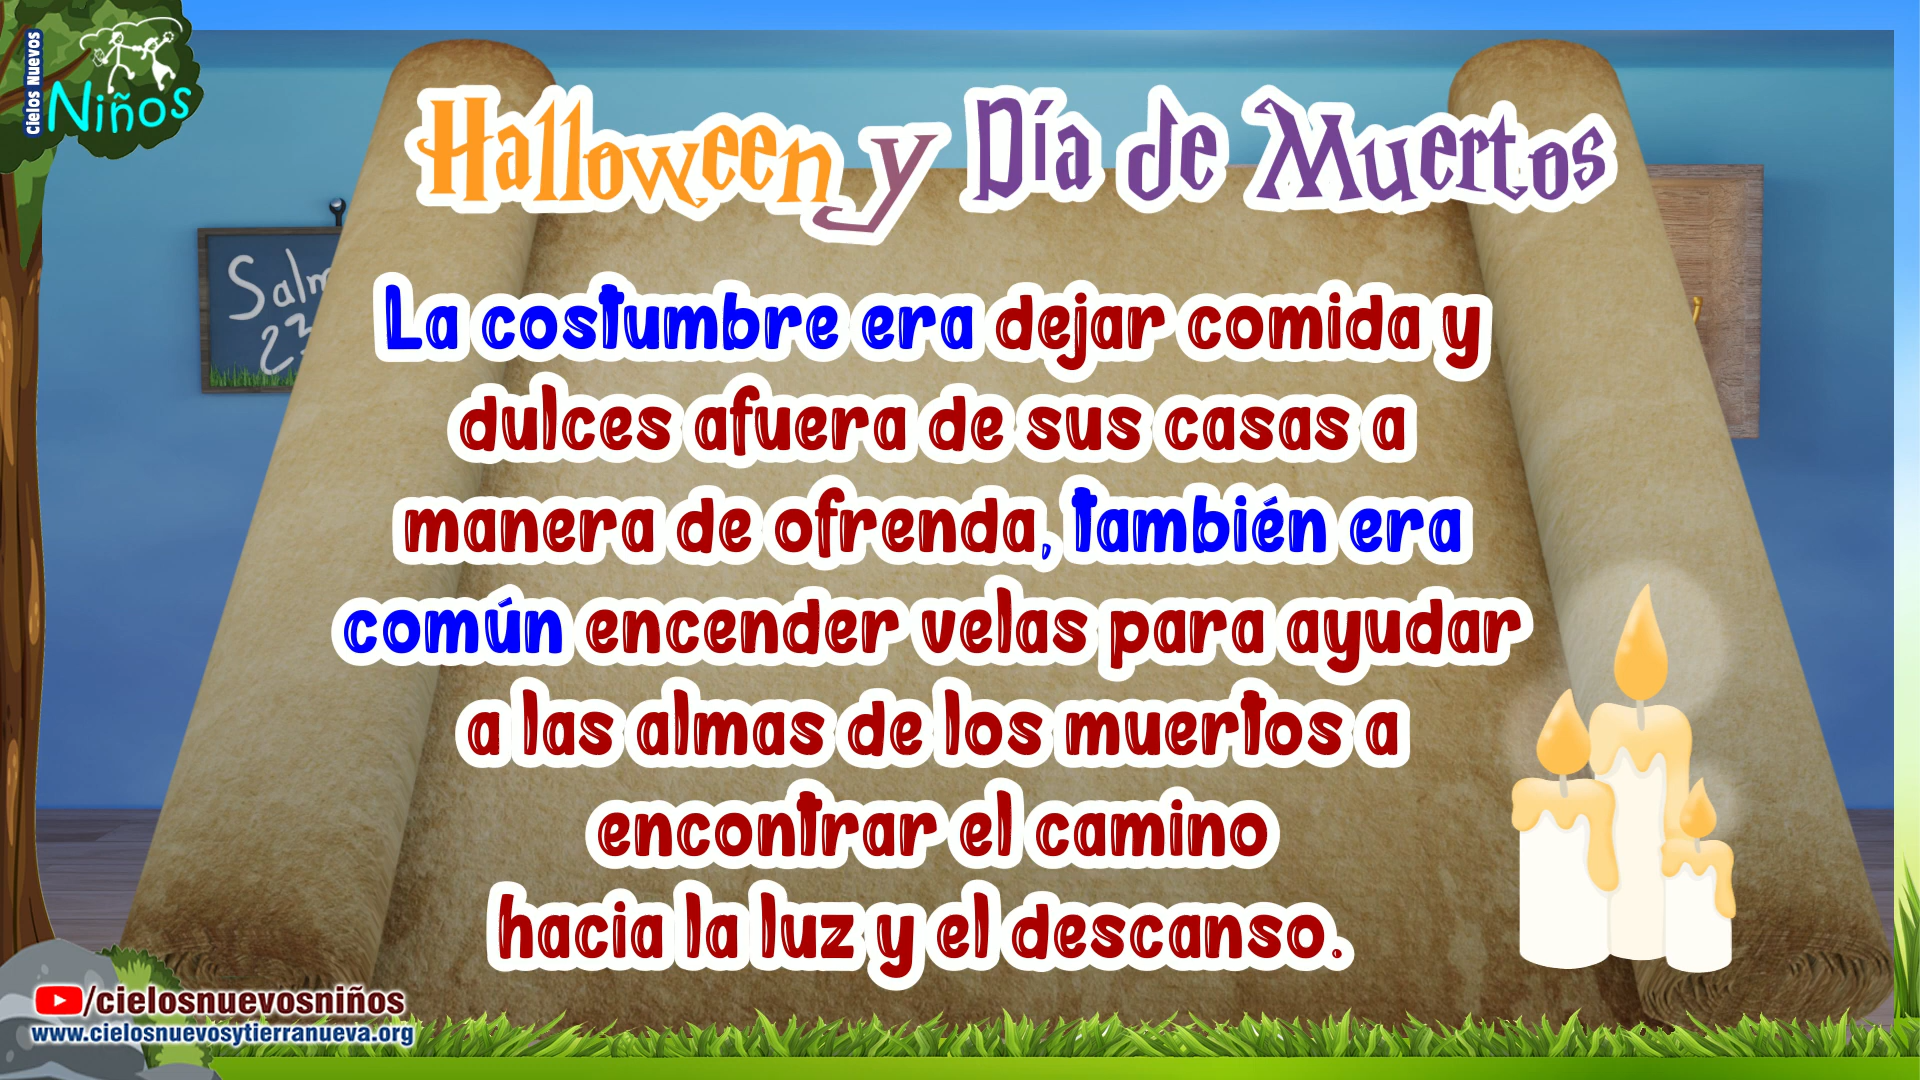 Cielos Nuevos
Niños
Halloween y Día de Muertos
Salm
23
La costumbre era dejar comida y
dulces afuera de sus casas a
manera de ofrenda, también era
común encender velas para ayudar
a las almas de los muertos a
encontrar el camino
hacia la luz y el descanso.
/cielosnuevosniños
www.cielosnuevosytierranueva.org